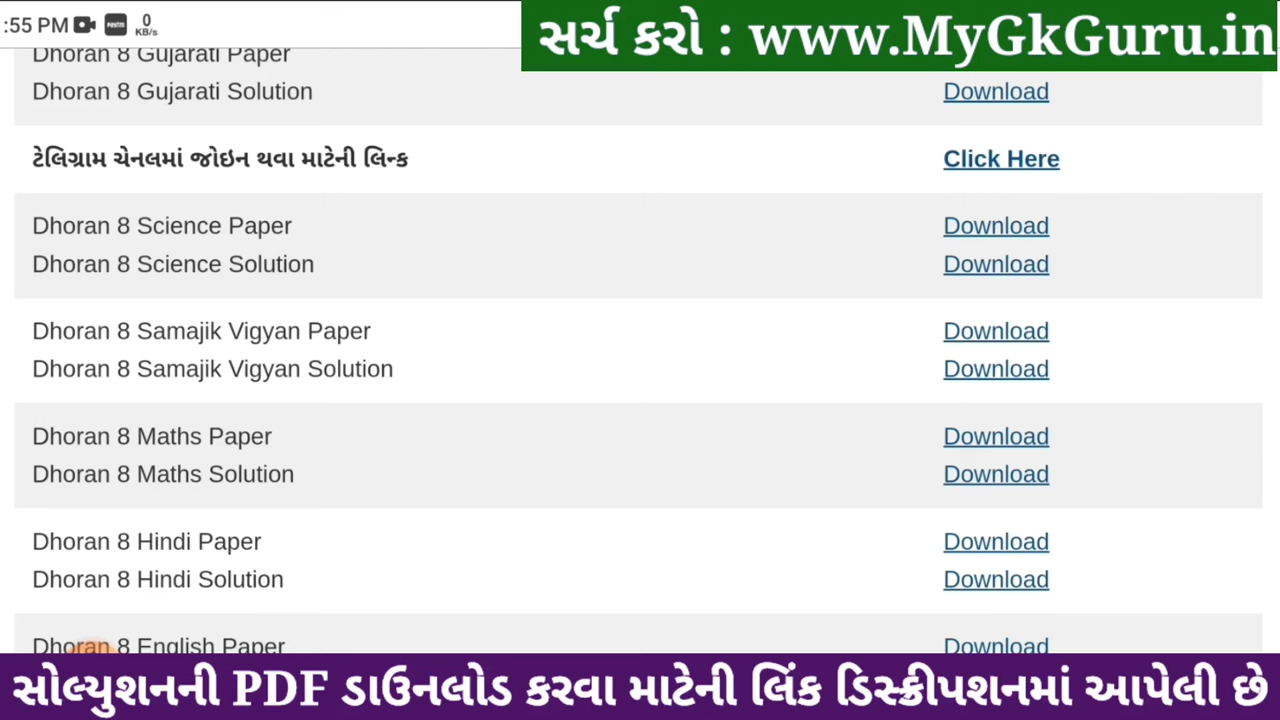 :55 PM
0
KB/s
સર્ચ કરો : www.MyGkGuru.in
Dhoran 8 Gujarati Paper
Dhoran 8 Gujarati Solution Download
ટેલિગ્રામ ચેનલમાં જોઇન થવા માટેની લિન્ક Click Here
Dhoran 8 Science Paper Download
Dhoran 8 Science Solution Download
Dhoran 8 Samajik Vigyan Paper Download
Dhoran 8 Samajik Vigyan Solution Download
Dhoran 8 Maths Paper Download
Dhoran 8 Maths Solution Download
Dhoran 8 Hindi Paper Download
Dhoran 8 Hindi Solution Download
Dhoran 8 English Paper Download
સોલ્યુશનની PDF ડાઉનલોડ કરવા માટેની લિંક ડિસ્ક્રીપશનમાં આપેલી છે